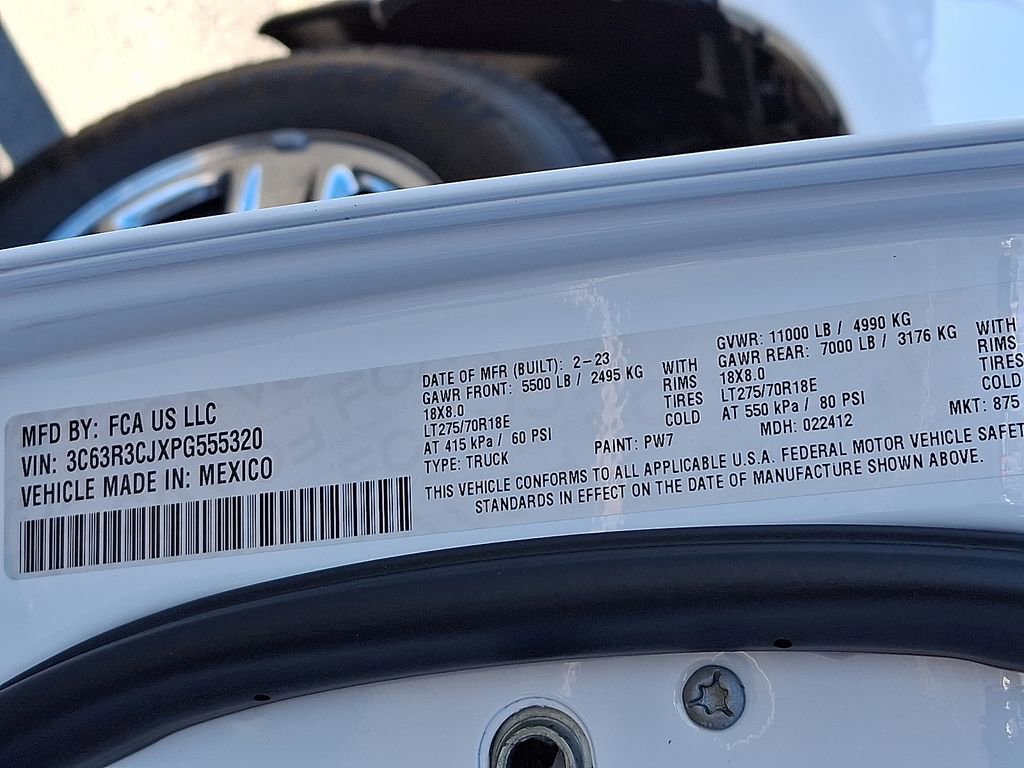 MFD BY: FCA US LLC
VIN: 3C63R3CJXPG555320
VEHICLE MADE IN: MEXICO
DATE OF MFR (BUILT): 2-23
GAWR FRONT: 5500 LB / 2495 KG
18X8.0
LT275/70R18E
AT 415 kPa / 60 PSI
TYPE: TRUCK
WITH
RIMS
TIRES
COLD
PAINT: PW7
GVWR: 11000 LB / 4990 KG
GAWR REAR: 7000 LB / 3176 KG
18X8.0
LT275/70R18E
AT 550 kPa / 80 PSI
MDH: 022412
WITH
RIMS
TIRES
COLD
MKT: 875
THIS VEHICLE CONFORMS TO ALL APPLICABLE U.S.A. FEDERAL MOTOR VEHICLE SAFET
STANDARDS IN EFFECT ON THE DATE OF MANUFACTURE SHOWN ABOVE.